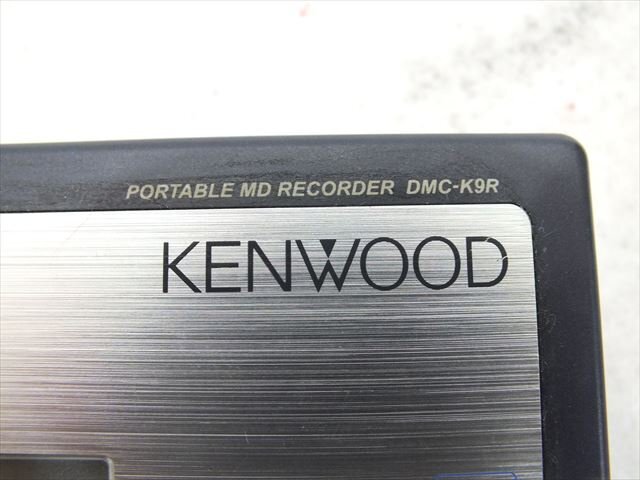 PORTABLE MD RECORDER DMC-K9R
KENWOOD